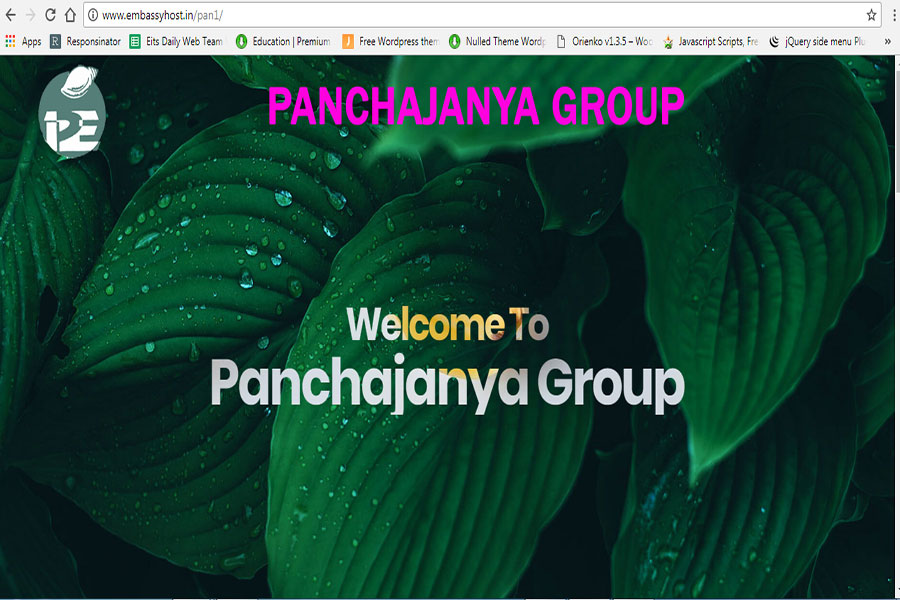 www.embassyhost.in/pan1/
Apps R Responsinator Eits Daily Web Team Education | Premium J Free Wordpress them Nulled Theme Wordp Orienko v1.3.5 – Woo Javascript Scripts, Fre jQuery side menu Plu »
PE
PANCHAJANYA GROUP
Welcome To
Panchajanya Group